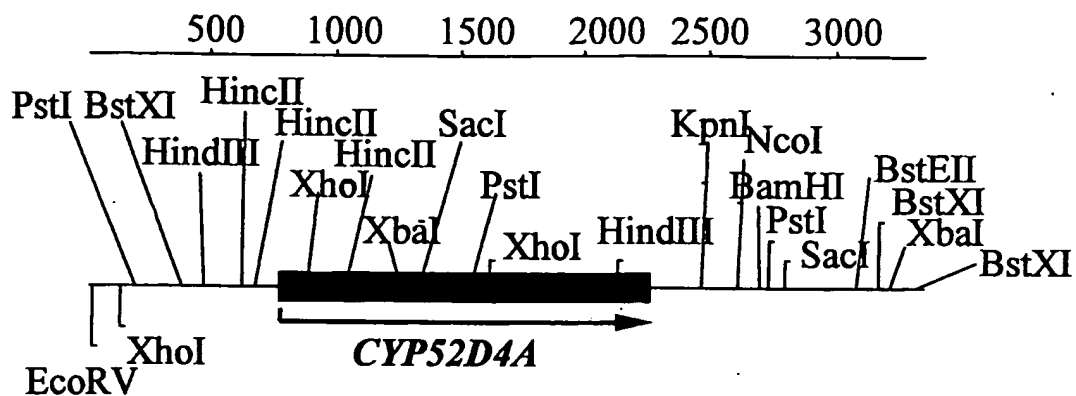 500 1000 1500 2000 2500 3000
PstI BstXI HincII
HincII SacI KpnI NcoI
HindIII HincII BstEII
XhoI PstI BamHI BstXI
XbaI XhoI HindIII PstI XbaI
SacI BstXI
XhoI CYP52D4A
EcoRV